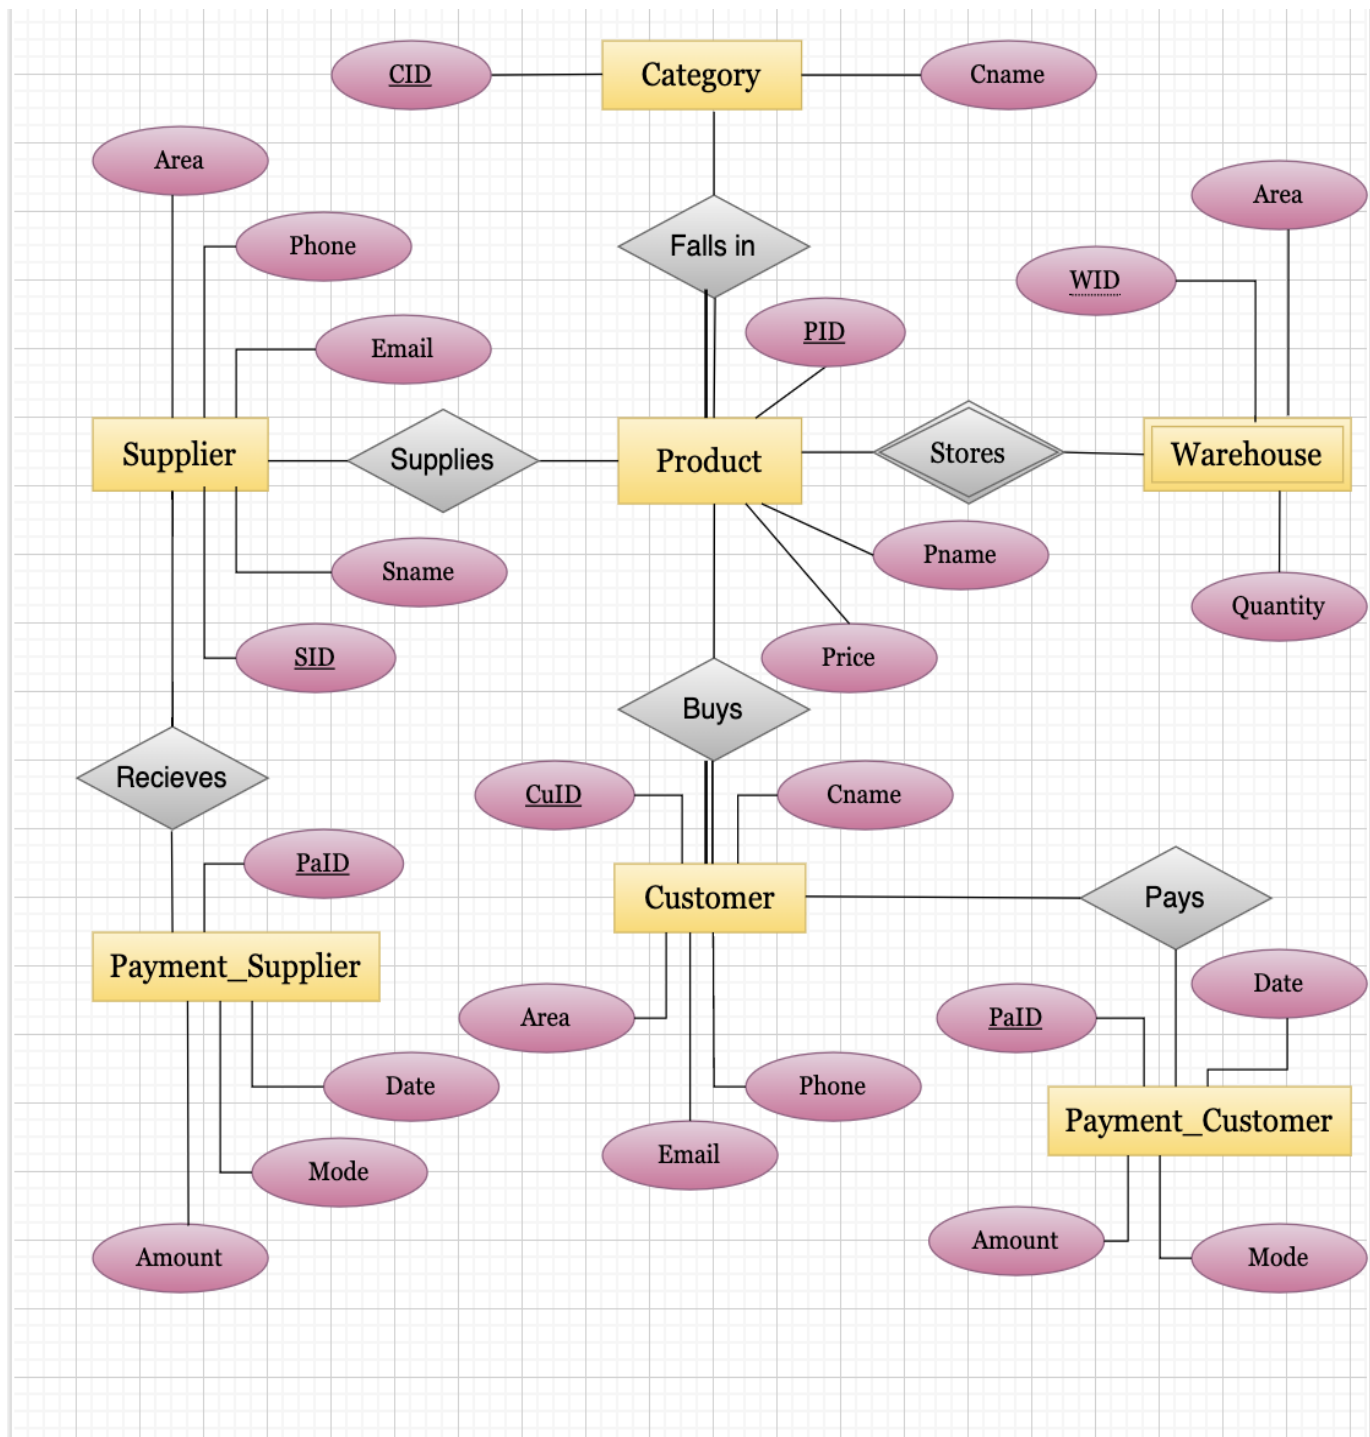 CID
Category
Cname
Area
Area
Phone
Falls in
WID
PID
Email
Supplier
Supplies
Product
Stores
Warehouse
Pname
Sname
Quantity
SID
Price
Buys
Recieves
CuID
Cname
PaID
Customer
Pays
Payment_Supplier
Date
Area
PaID
Date
Phone
Payment_Customer
Email
Mode
Amount
Amount
Mode